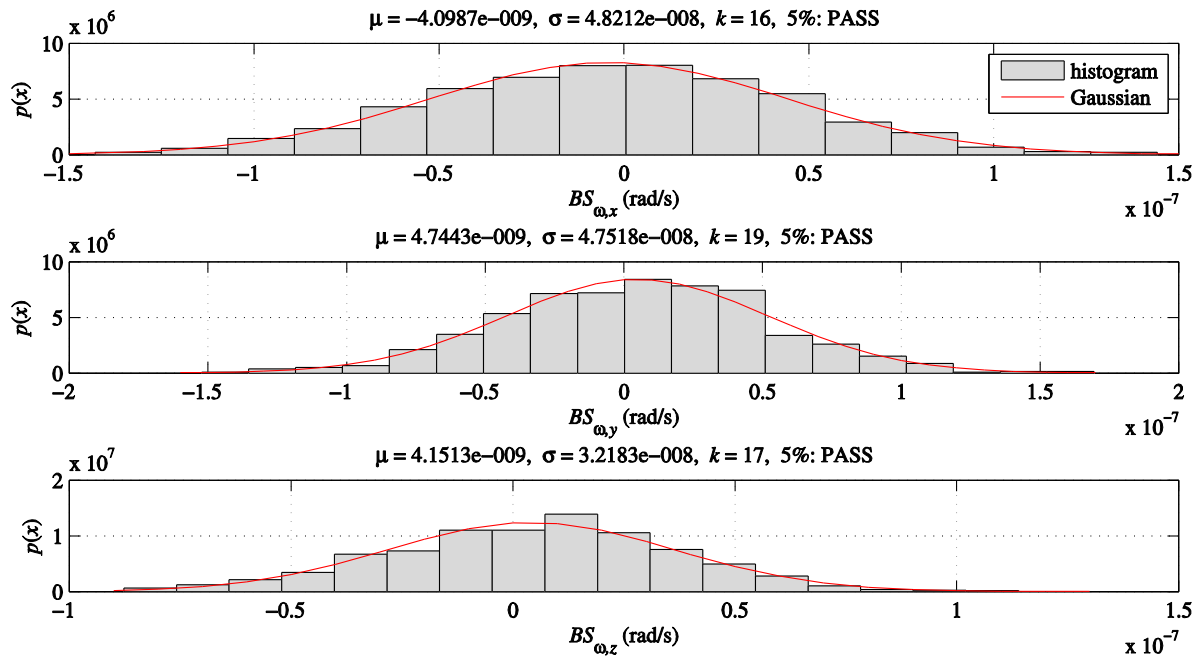 μ = −4.0987e−009, σ = 4.8212e−008, k = 16, 5%: PASS
x 10^6
10
5
0
p(x)
histogram
Gaussian
−1.5 −1 −0.5 0 0.5 1 1.5
BS_ω,x (rad/s)
x 10^-7
μ = 4.7443e−009, σ = 4.7518e−008, k = 19, 5%: PASS
x 10^6
10
5
0
p(x)
−2 −1.5 −1 −0.5 0 0.5 1 1.5 2
BS_ω,y (rad/s)
x 10^-7
μ = 4.1513e−009, σ = 3.2183e−008, k = 17, 5%: PASS
x 10^7
2
1
0
p(x)
−1 −0.5 0 0.5 1 1.5
BS_ω,z (rad/s)
x 10^-7